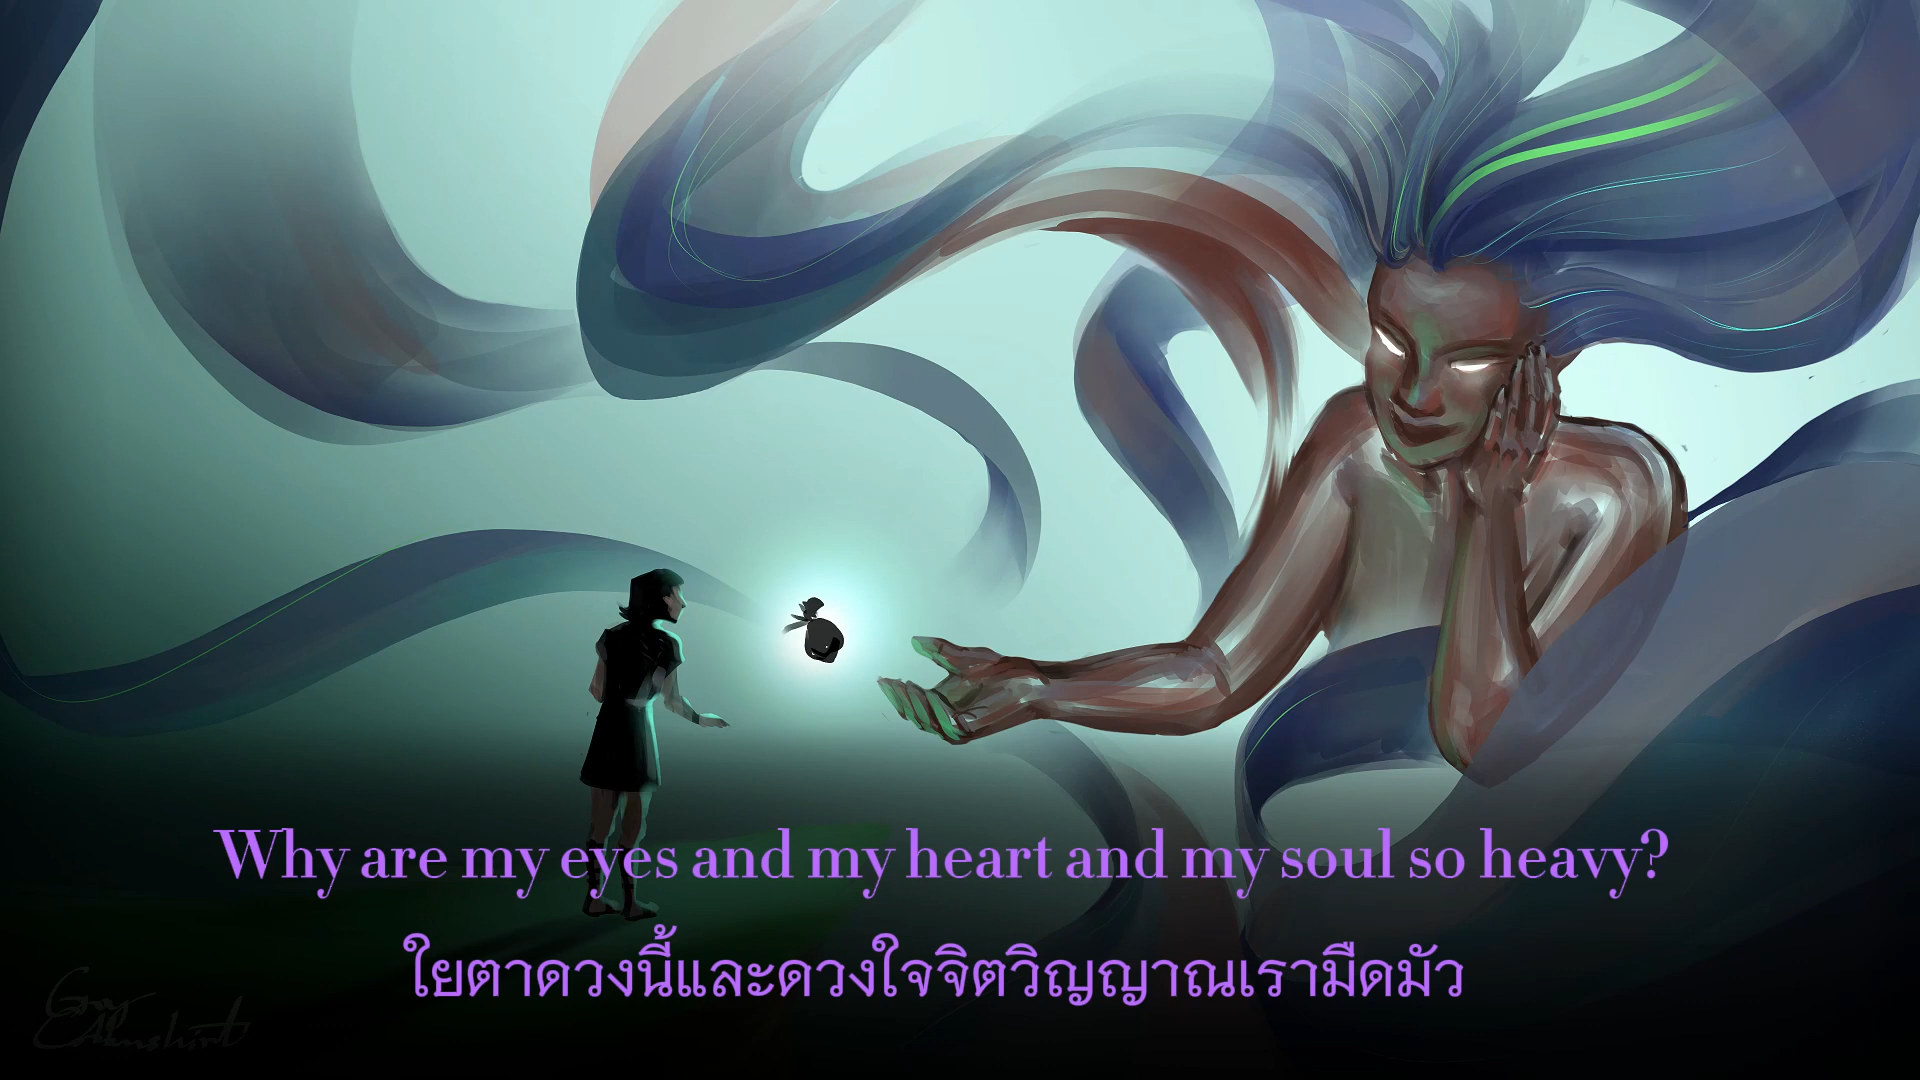 Why are my eyes and my heart and my soul so heavy?
ใยตาดวงนี้และดวงใจจิตวิญญาณเรามืดมัว